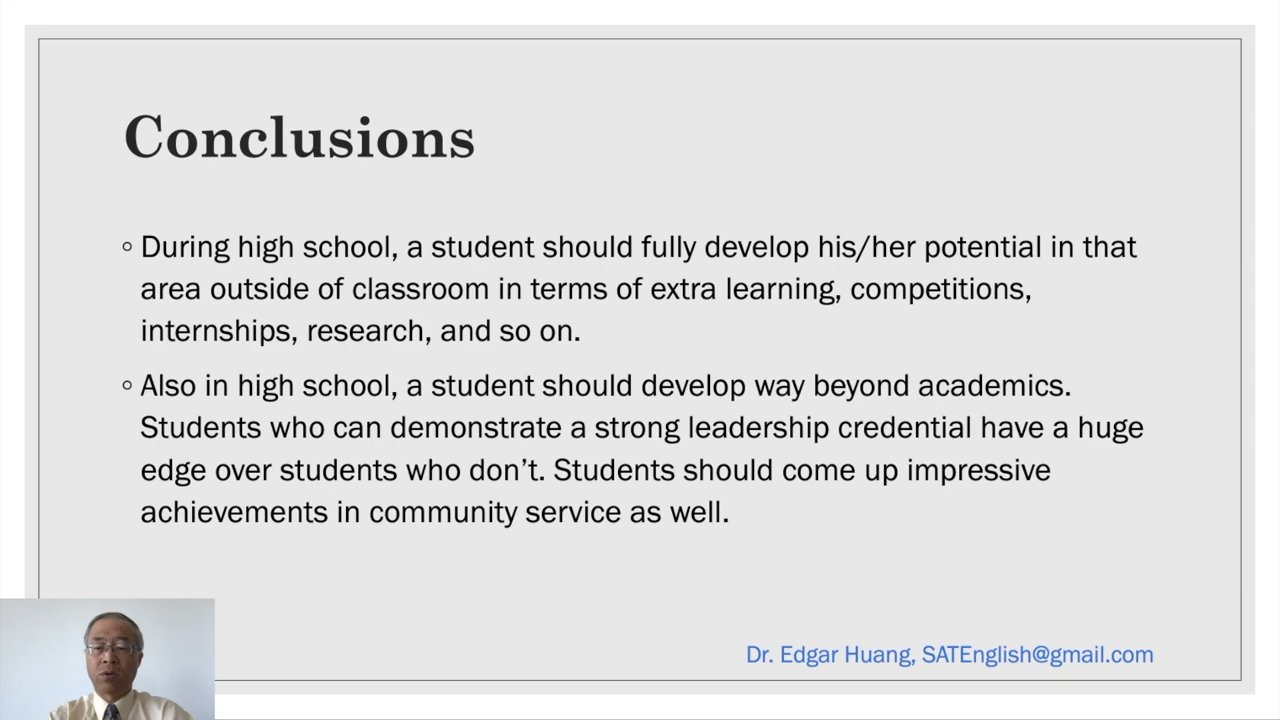 Conclusions
◦ During high school, a student should fully develop his/her potential in that
area outside of classroom in terms of extra learning, competitions,
internships, research, and so on.
◦ Also in high school, a student should develop way beyond academics.
Students who can demonstrate a strong leadership credential have a huge
edge over students who don’t. Students should come up impressive
achievements in community service as well.
Dr. Edgar Huang, SATEnglish@gmail.com